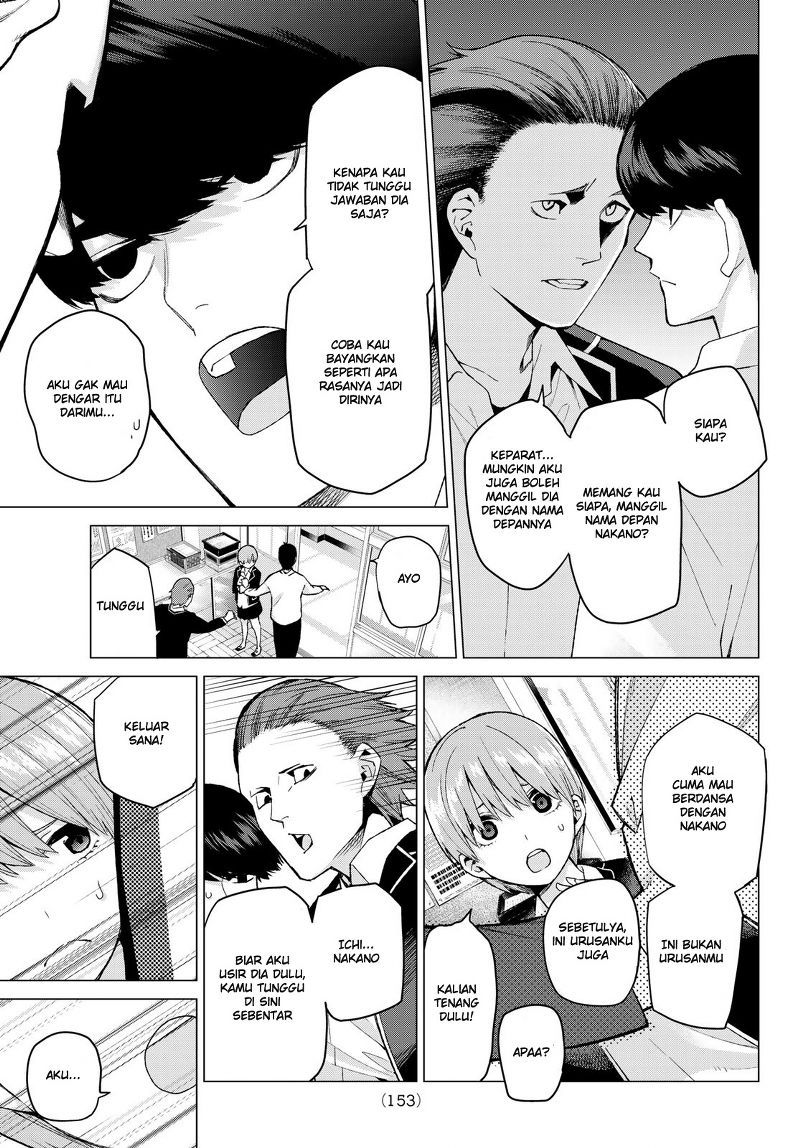 SIAPA
KAU?
MEMANG KAU
SIAPA, MANGGIL
NAMA DEPAN
NAKANO?
KEPARAT...
MUNGKIN AKU
JUGA BOLEH
MANGGIL DIA
DENGAN NAMA
DEPANNYA
KENAPA KAU
TIDAK TUNGGU
JAWABAN DIA
SAJA?
COBA KAU
BAYANGKAN
SEPERTI APA
RASANYA JADI
DIRINYA
AKU GAK MAU
DENGAR ITU
DARIMU...
AYO
TUNGGU
AKU
CUMA MAU
BERDANSA
DENGAN
NAKANO
INI BUKAN
URUSANMU
SEBETULYA,
INI URUSANKU
JUGA
APAA?
KALIAN
TENANG
DULU!
ICHI...
NAKANO
BIAR AKU
USIR DIA DULU,
KAMU TUNGGU
DI SINI
SEBENTAR
KELUAR
SANA!
AKU...
(153)